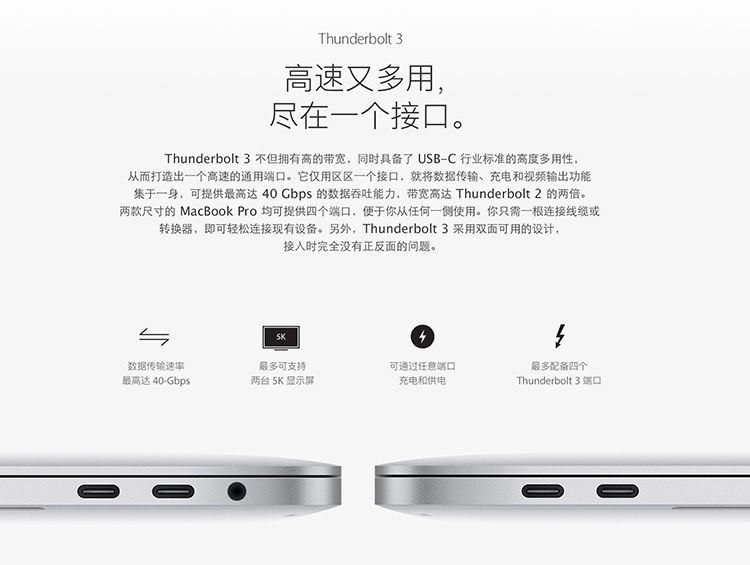 Thunderbolt 3
高速又多用，
尽在一个接口。
Thunderbolt 3 不但拥有高的带宽，同时具备了 USB-C 行业标准的高度多用性，
从而打造出一个高速的通用端口。它仅用区区一个接口，就将数据传输、充电和视频输出功能
集于一身，可提供最高达 40 Gbps 的数据吞吐能力，带宽高达 Thunderbolt 2 的两倍。
两款尺寸的 MacBook Pro 均可提供四个端口，便于你从任何一侧使用。你只需一根连接线缆或
转换器，即可轻松连接现有设备。另外，Thunderbolt 3 采用双面可用的设计，
接入时完全没有正反面的问题。
5K
数据传输速率
最高达 40-Gbps
最多可支持
两台 5K 显示屏
可通过任意端口
充电和供电
最多配备四个
Thunderbolt 3 端口